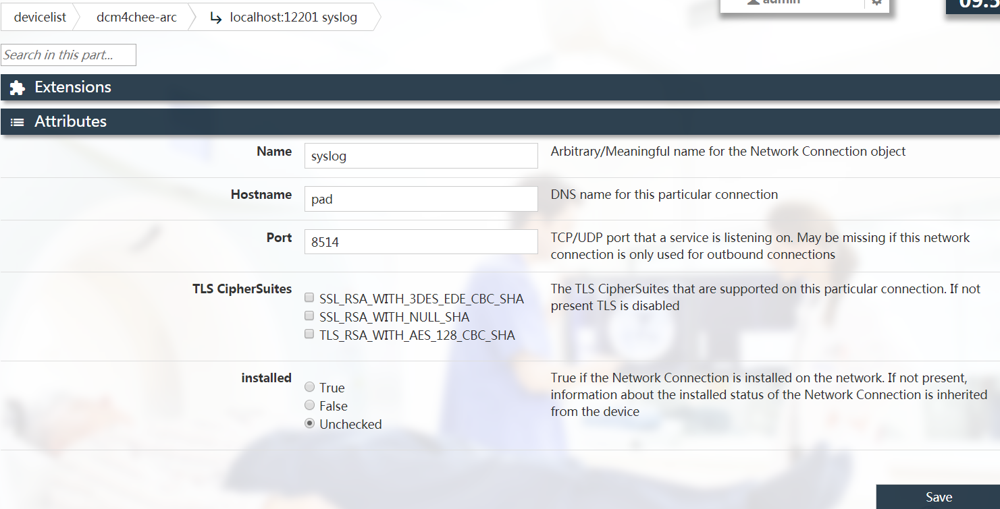 admin
09:5
devicelist
dcm4chee-arc
localhost:12201 syslog
Search in this part...
Extensions
Attributes
Name
syslog
Arbitrary/Meaningful name for the Network Connection object
Hostname
pad
DNS name for this particular connection
Port
8514
TCP/UDP port that a service is listening on. May be missing if this network
connection is only used for outbound connections
TLS CipherSuites
SSL_RSA_WITH_3DES_EDE_CBC_SHA
SSL_RSA_WITH_NULL_SHA
TLS_RSA_WITH_AES_128_CBC_SHA
The TLS CipherSuites that are supported on this particular connection. If not
present TLS is disabled
installed
True
False
Unchecked
True if the Network Connection is installed on the network. If not present,
information about the installed status of the Network Connection is inherited
from the device
Save